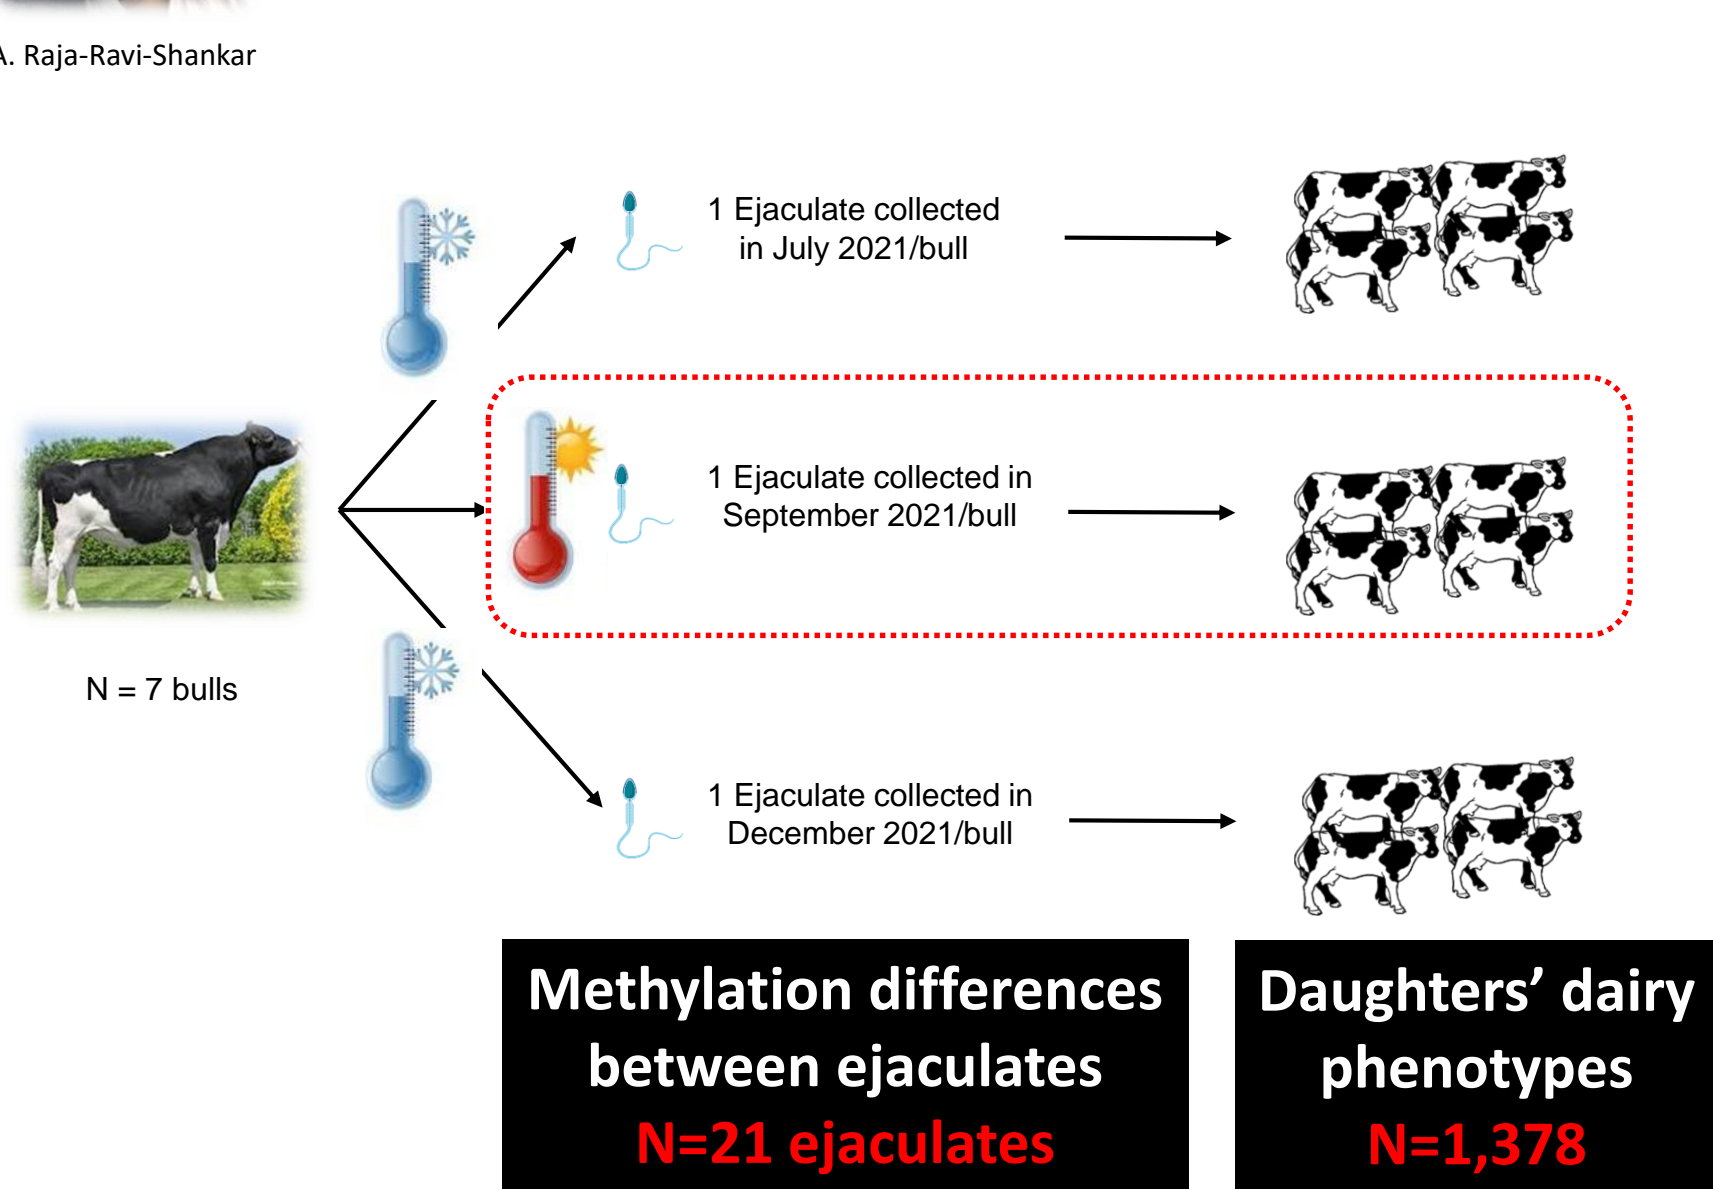 A. Raja-Ravi-Shankar
1 Ejaculate collected
in July 2021/bull
1 Ejaculate collected in
September 2021/bull
N = 7 bulls
1 Ejaculate collected in
December 2021/bull
Methylation differences
between ejaculates
N=21 ejaculates
Daughters’ dairy
phenotypes
N=1,378